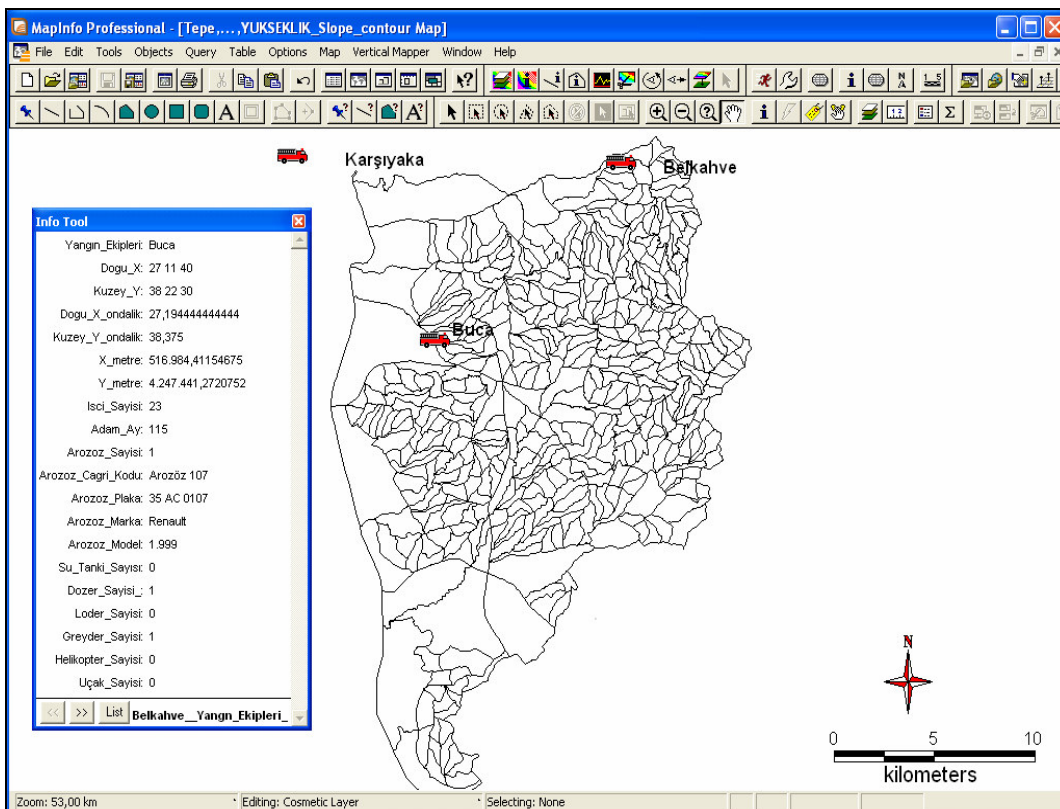 MapInfo Professional - [Tepe,...,YUKSEKLIK_Slope_contour Map]
File Edit Tools Objects Query Table Options Map Vertical Mapper Window Help
Karşıyaka
Belkahve
Info Tool
Yangın_Ekipleri: Buca
Dogu_X: 27 11 40
Kuzey_Y: 38 22 30
Dogu_X_ondalik: 27,194444444444
Kuzey_Y_ondalik: 38,375
X_metre: 516.984,41154675
Y_metre: 4.247.441,2720752
Isci_Sayisi: 23
Adam_Ay: 115
Arozoz_Sayisi: 1
Arozoz_Cagri_Kodu: Arozöz 107
Arozoz_Plaka: 35 AC 0107
Arozoz_Marka: Renault
Arozoz_Model: 1.999
Su_Tanki_Sayısı: 0
Dozer_Sayisi_: 1
Loder_Sayisi: 0
Greyder_Sayisi: 1
Helikopter_Sayisi: 0
Uçak_Sayisi: 0
<< >> List Belkahve__Yangn_Ekipleri_
Buca
N
0 5 10
kilometers
Zoom: 53,00 km Editing: Cosmetic Layer Selecting: None